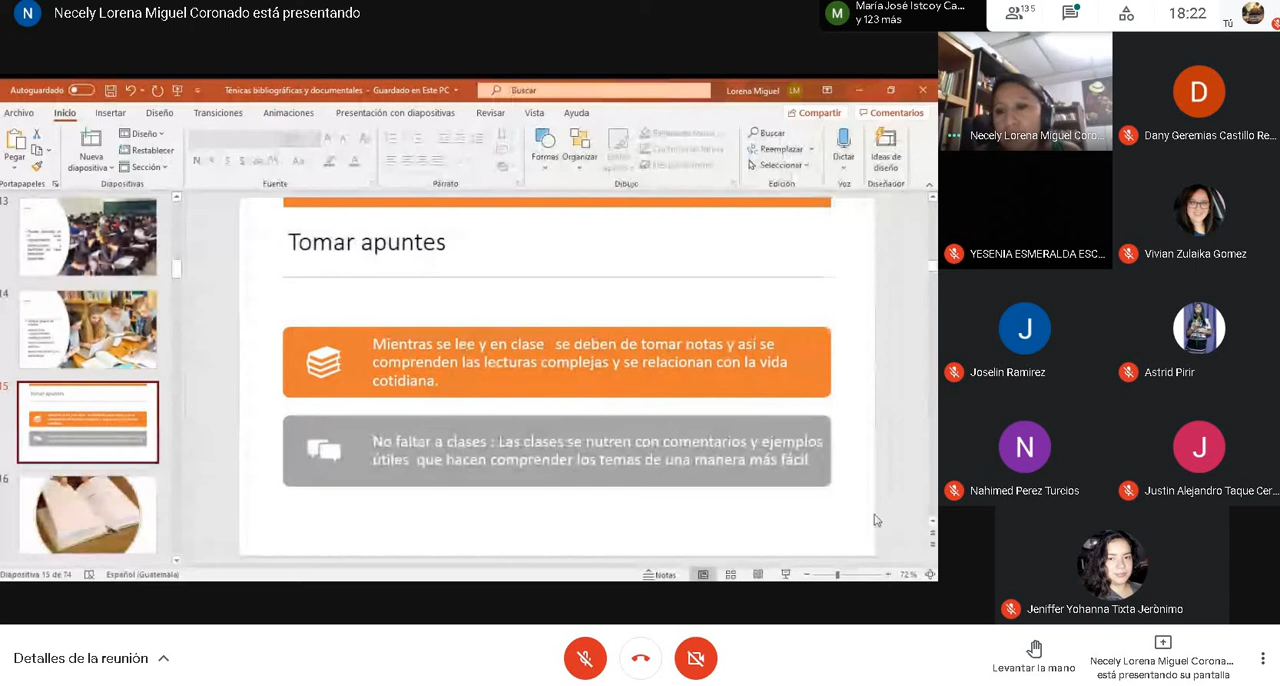 N
Necely Lorena Miguel Coronado está presentando
M
María José Istcoy Ca...
y 123 más
135
18:22
Tú
Autoguardado
Ténicas bibliográficas y documentales - Guardado en Este PC
Buscar
Lorena Miguel
LM
Archivo
Inicio
Insertar
Diseño
Transiciones
Animaciones
Presentación con diapositivas
Revisar
Vista
Ayuda
Compartir
Comentarios
Pegar
Nueva
diapositiva
Diseño
Restablecer
Sección
Formas
Organizar
Buscar
Reemplazar
Seleccionar
Dictar
Ideas de
diseño
Portapapeles
Diapositivas
Fuente
Párrafo
Dibujo
Edición
Voz
Diseñador
13
14
15
Tomar apuntes
16
Tomar apuntes
Mientras se lee y en clase se deben de tomar notas y asi se
comprenden las lecturas complejas y se relacionan con la vida
cotidiana.
No faltar a clases : Las clases se nutren con comentarios y ejemplos
útiles que hacen comprender los temas de una manera más fácil
Diapositiva 15 de 74
Español (Guatemala)
Notas
72%
Necely Lorena Miguel Coro...
D
Dany Geremias Castillo Re...
YESENIA ESMERALDA ESC...
Vivian Zulaika Gomez
J
Joselin Ramirez
Astrid Pirir
N
Nahimed Perez Turcios
J
Justin Alejandro Taque Cer...
Jeniffer Yohanna Tixta Jerònimo
Detalles de la reunión
Levantar la mano
Necely Lorena Miguel Corona...
está presentando su pantalla